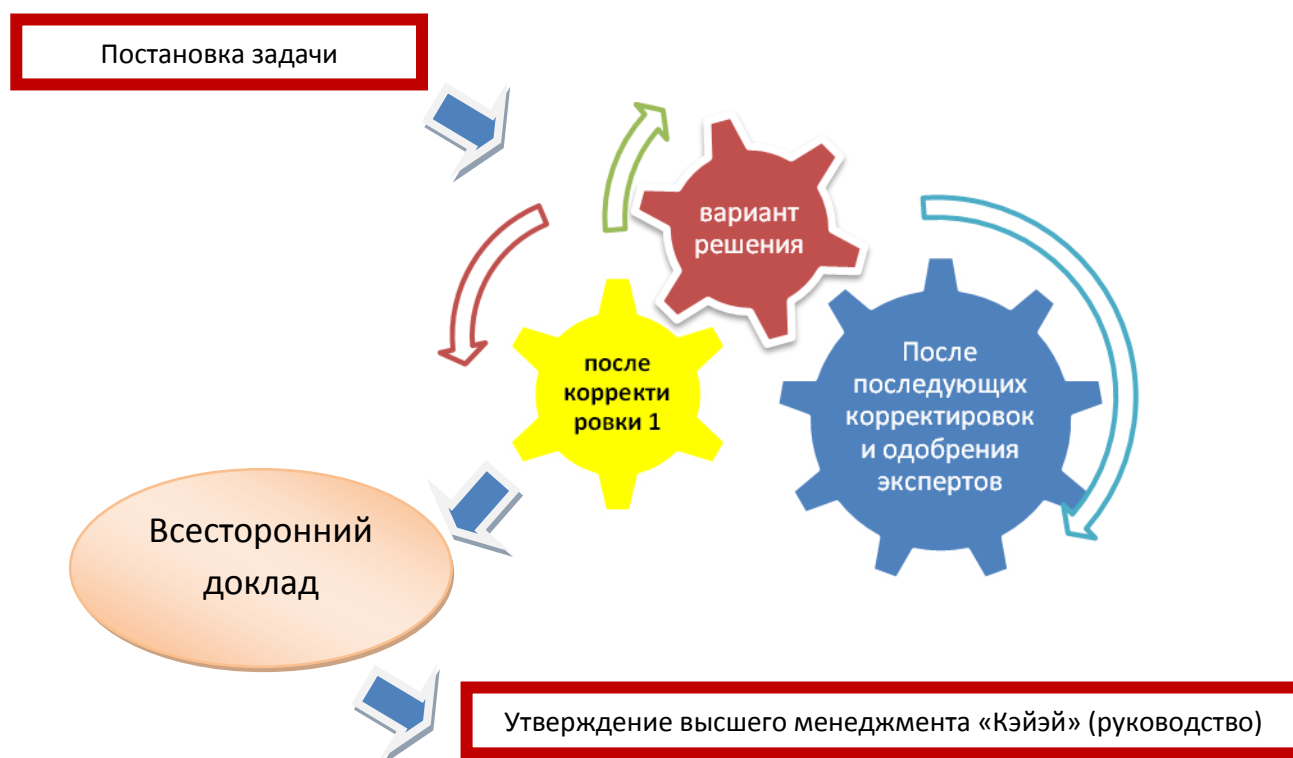 Постановка задачи
вариант
решения
после
корректи
ровки 1
После
последующих
корректировок
и одобрения
экспертов
Всесторонний
доклад
Утверждение высшего менеджмента «Кэйэй» (руководство)